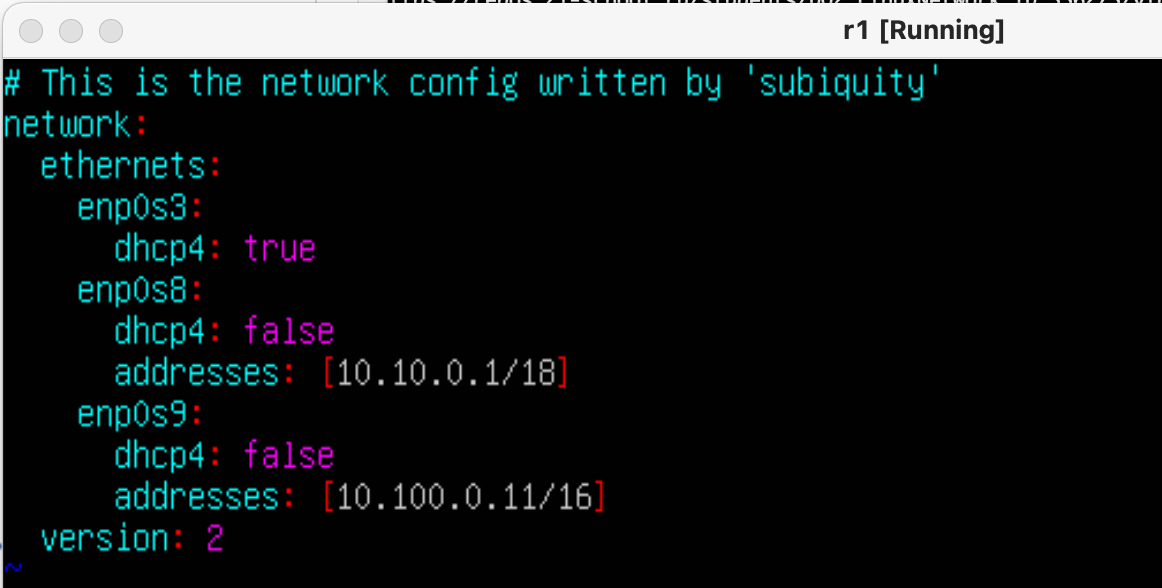 r1 [Running]
# This is the network config written by 'subiquity'
network:
  ethernets:
    enp0s3:
      dhcp4: true
    enp0s8:
      dhcp4: false
      addresses: [10.10.0.1/18]
    enp0s9:
      dhcp4: false
      addresses: [10.100.0.11/16]
  version: 2
~